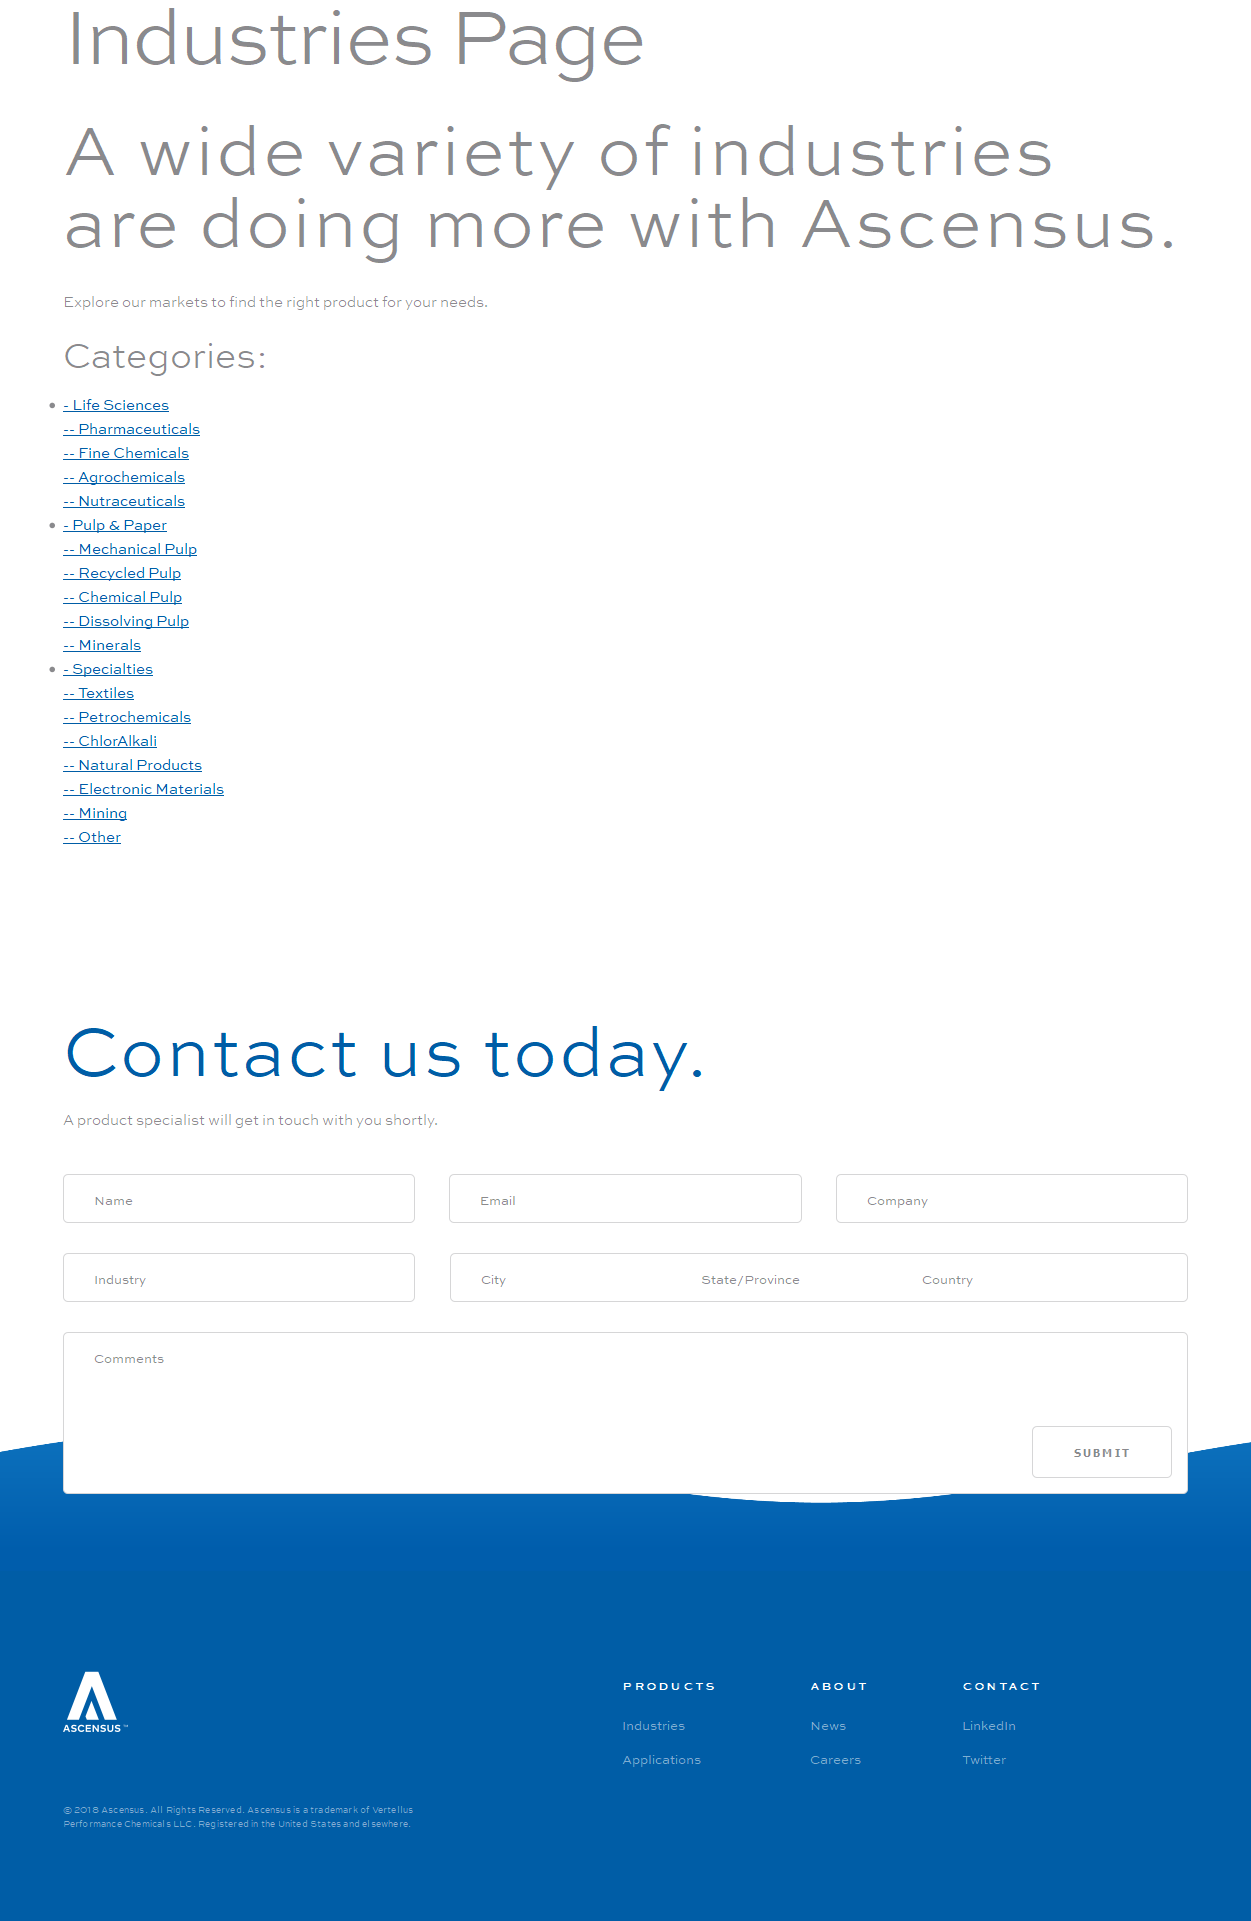 Industries Page
A wide variety of industries
are doing more with Ascensus.
Explore our markets to find the right product for your needs.
Categories:
- Life Sciences
-- Pharmaceuticals
-- Fine Chemicals
-- Agrochemicals
-- Nutraceuticals
- Pulp & Paper
-- Mechanical Pulp
-- Recycled Pulp
-- Chemical Pulp
-- Dissolving Pulp
-- Minerals
- Specialties
-- Textiles
-- Petrochemicals
-- ChlorAlkali
-- Natural Products
-- Electronic Materials
-- Mining
-- Other
Contact us today.
A product specialist will get in touch with you shortly.
Name Email Company
Industry City State/Province Country
Comments
SUBMIT
ASCENSUS ™
PRODUCTS ABOUT CONTACT
Industries News LinkedIn
Applications Careers Twitter
© 2018 Ascensus. All Rights Reserved. Ascensus is a trademark of Vertellus
Performance Chemicals LLC. Registered in the United States and elsewhere.